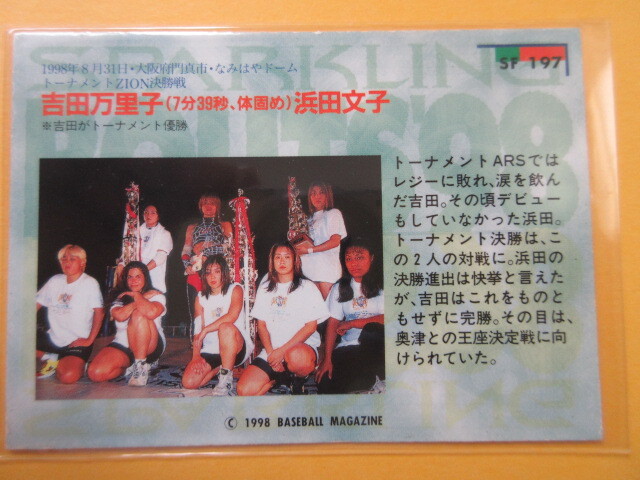 SPARKLING
SF 197
1998年8月31日・大阪府門真市・なみはやドーム
トーナメントZION決勝戦
吉田万里子(7分39秒、体固め)浜田文子
※吉田がトーナメント優勝
トーナメントARSでは
レジーに敗れ、涙を飲ん
だ吉田。その頃デビュー
もしていなかった浜田。
トーナメント決勝は、こ
の2人の対戦に。浜田の
決勝進出は快挙と言えた
が、吉田はこれをものと
もせずに完勝。その目は、
奥津との王座決定戦に向
けられていた。
© 1998 BASEBALL MAGAZINE